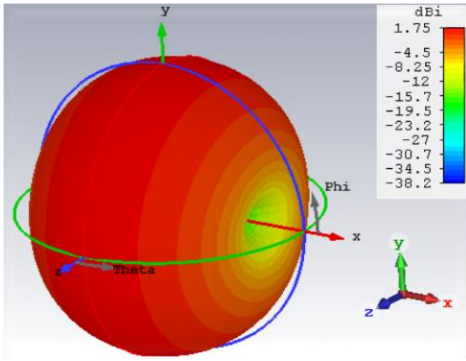 dBi
1.75
-4.5
-8.25
-12
-15.7
-19.5
-23.2
-27
-30.7
-34.5
-38.2
y
Phi
x
z
Theta
y
x
z